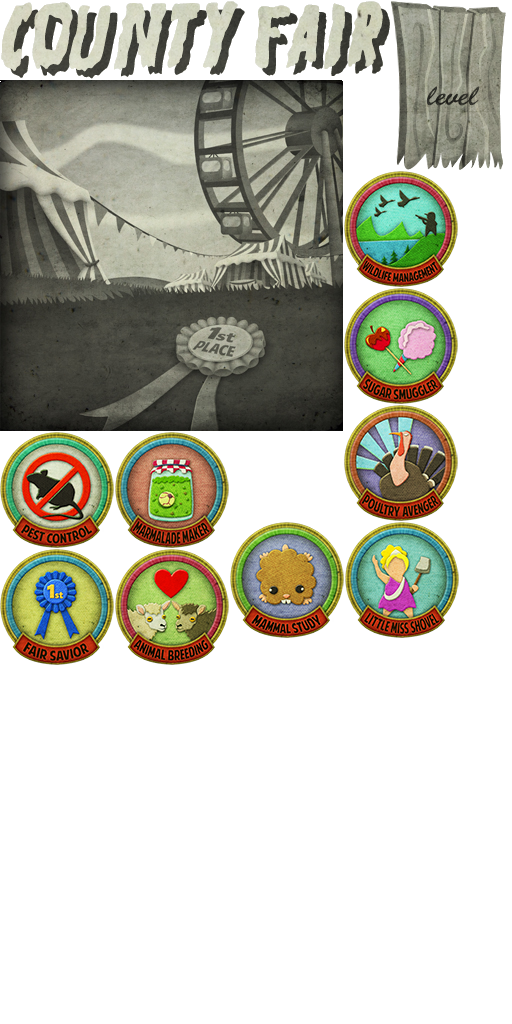 COUNTY FAIR
level
WILDLIFE MANAGEMENT
1st
PLACE
SUGAR SMUGGLER
POULTRY AVENGER
PEST CONTROL
MARMALADE MAKER
MAMMAL STUDY
LITTLE MISS SHOVEL
1st
FAIR SAVIOR
ANIMAL BREEDING